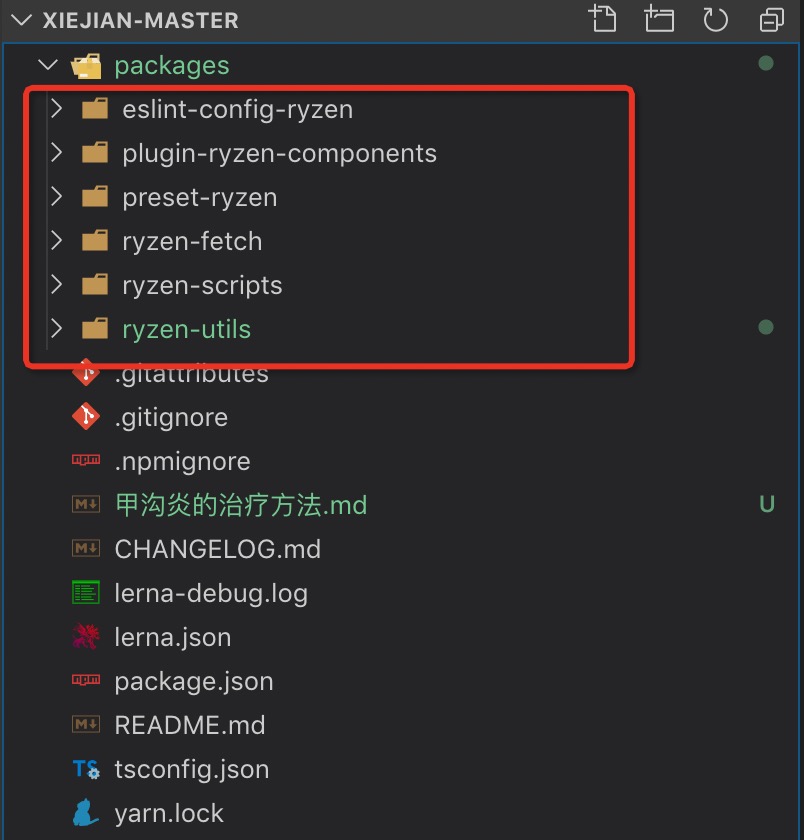 XIEJIAN-MASTER
packages
eslint-config-ryzen
plugin-ryzen-components
preset-ryzen
ryzen-fetch
ryzen-scripts
ryzen-utils
.gitattributes
.gitignore
.npmignore
甲沟炎的治疗方法.md U
CHANGELOG.md
lerna-debug.log
lerna.json
package.json
README.md
tsconfig.json
yarn.lock